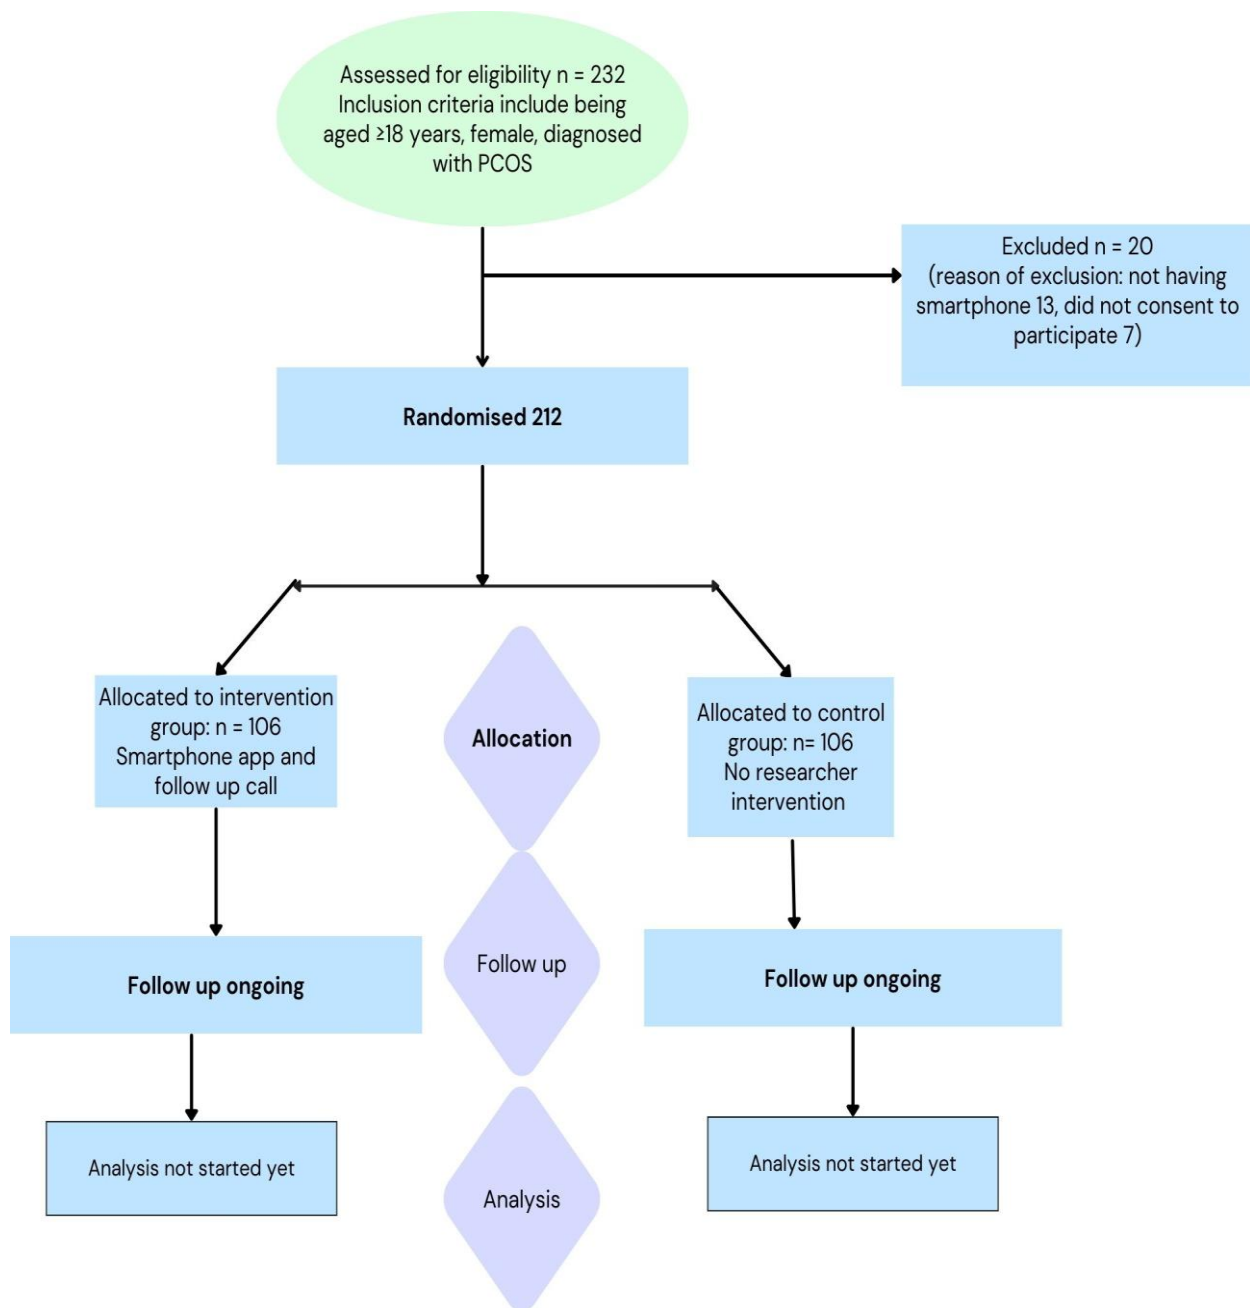 Assessed for eligibility n = 232
Inclusion criteria include being
aged ≥18 years, female, diagnosed
with PCOS
Excluded n = 20
(reason of exclusion: not having
smartphone 13, did not consent to
participate 7)
Randomised 212
Allocated to intervention
group: n = 106
Smartphone app and
follow up call
Allocation
Allocated to control
group: n= 106
No researcher
intervention
Follow up ongoing
Follow up
Follow up ongoing
Analysis not started yet
Analysis
Analysis not started yet